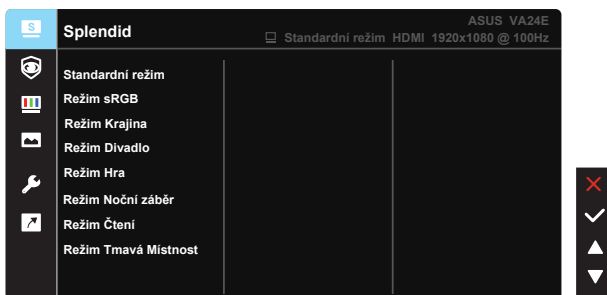 S
Splendid
ASUS VA24E
Standardní režim HDMI 1920x1080 @ 100Hz
Standardní režim
Režim sRGB
Režim Krajina
Režim Divadlo
Režim Hra
Režim Noční záběr
Režim Čtení
Režim Tmavá Místnost